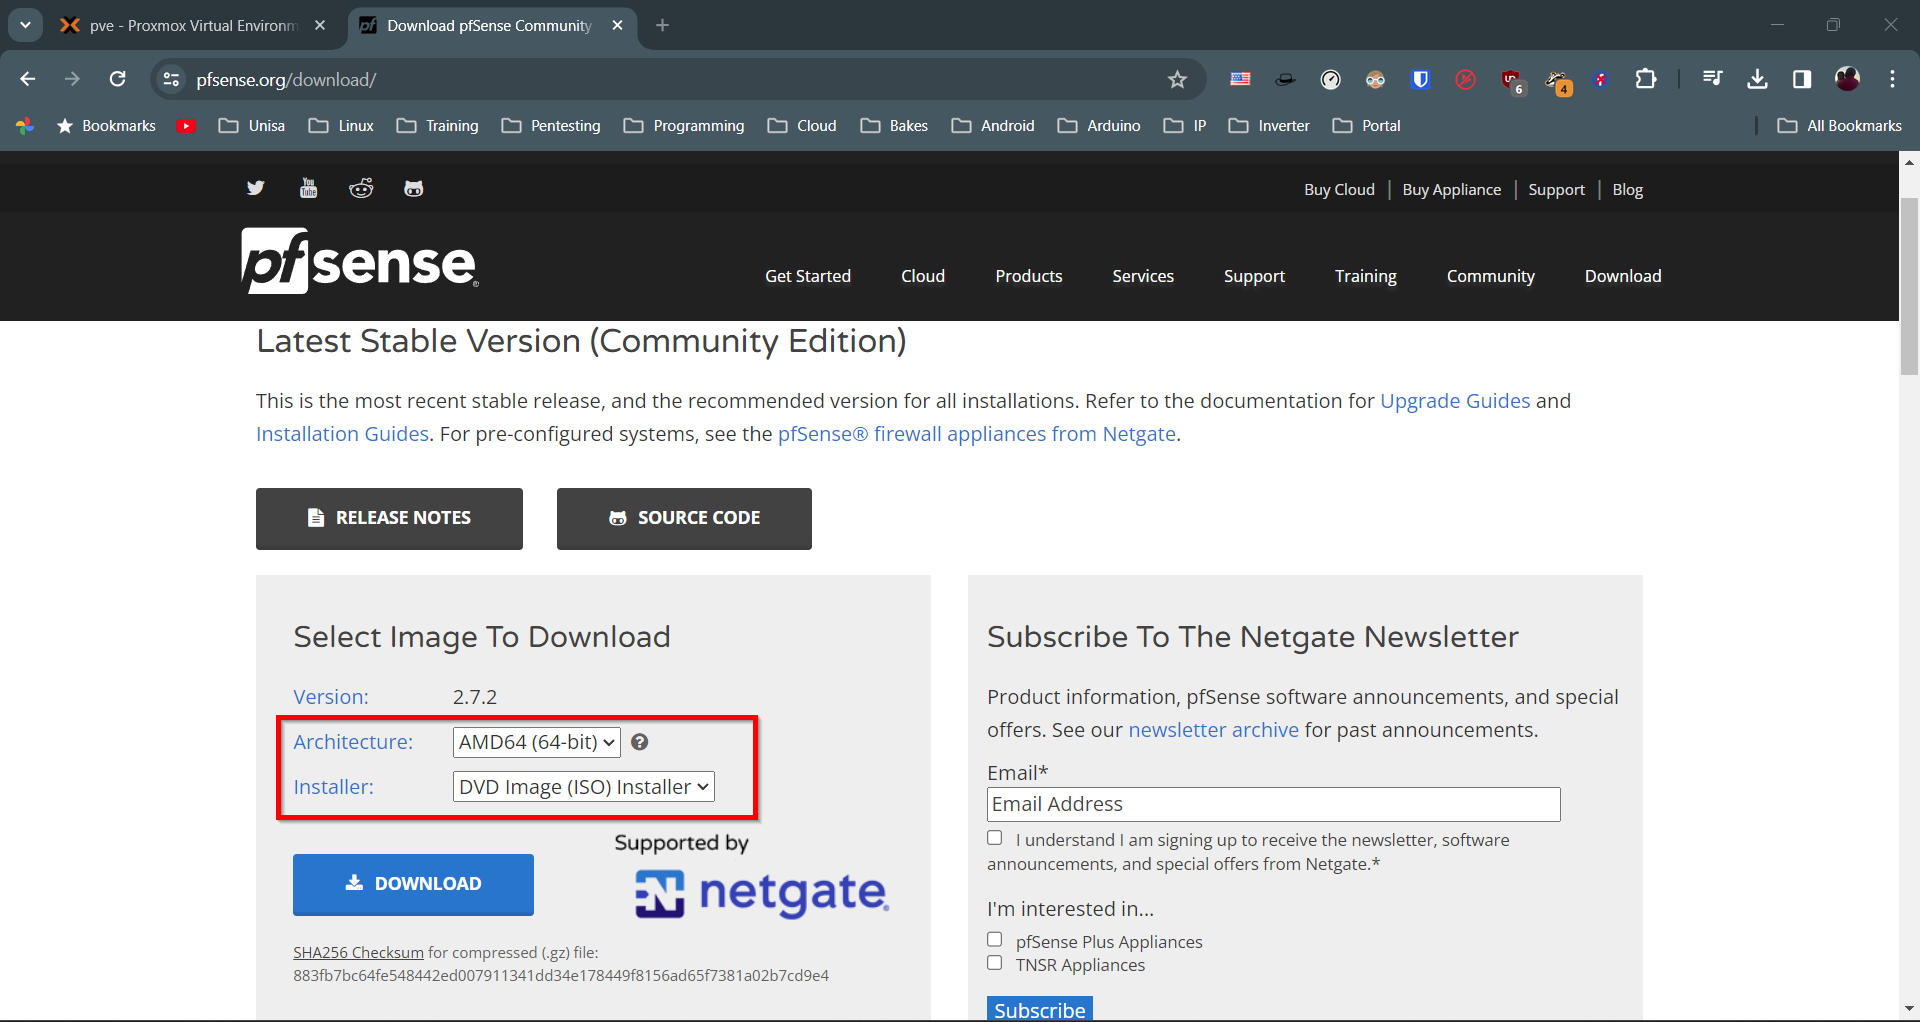 pve - Proxmox Virtual Environm
Download pfSense Community
pfsense.org/download/
6
4
Bookmarks
Unisa
Linux
Training
Pentesting
Programming
Cloud
Bakes
Android
Arduino
IP
Inverter
Portal
All Bookmarks
You
Tube
Buy Cloud
Buy Appliance
Support
Blog
pfsense
Get Started
Cloud
Products
Services
Support
Training
Community
Download
Latest Stable Version (Community Edition)
This is the most recent stable release, and the recommended version for all installations. Refer to the documentation for Upgrade Guides and
Installation Guides. For pre-configured systems, see the pfSense® firewall appliances from Netgate.
RELEASE NOTES
SOURCE CODE
Select Image To Download
Version: 2.7.2
Architecture: AMD64 (64-bit) ?
Installer: DVD Image (ISO) Installer
Supported by
netgate®
DOWNLOAD
SHA256 Checksum for compressed (.gz) file:
883fb7bc64fe548442ed007911341dd34e178449f8156ad65f7381a02b7cd9e4
Subscribe To The Netgate Newsletter
Product information, pfSense software announcements, and special
offers. See our newsletter archive for past announcements.
Email*
Email Address
I understand I am signing up to receive the newsletter, software
announcements, and special offers from Netgate.*
I'm interested in...
pfSense Plus Appliances
TNSR Appliances
Subscribe